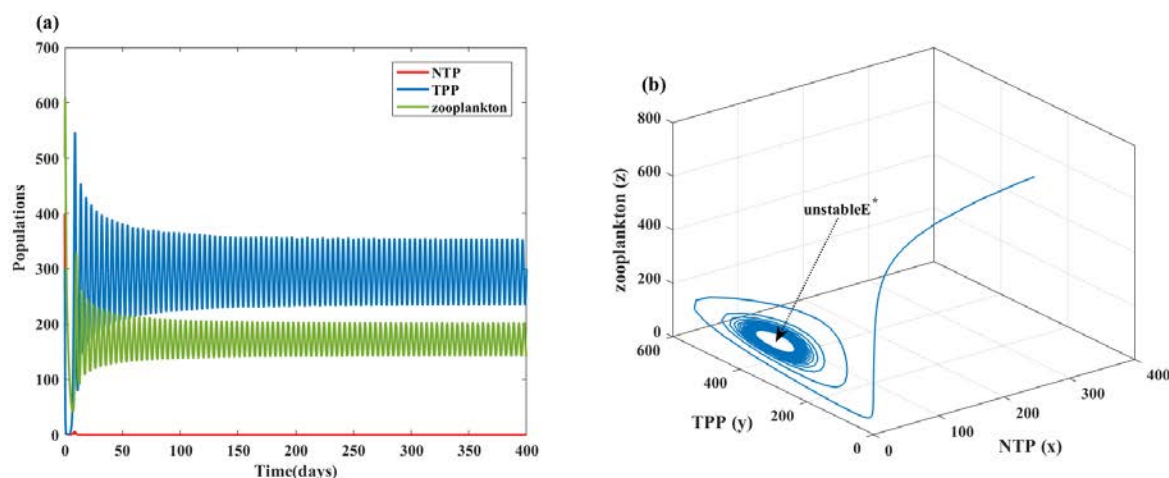 (a)
700
600
500
400
300
200
100
0
Populations
0 50 100 150 200 250 300 350 400
Time(days)
NTP
TPP
zooplankton
(b)
800
600
400
200
0
zooplankton (z)
unstableE*
600
400
200
0
TPP (y)
0
100
200
300
400
NTP (x)